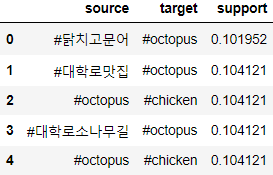 source target support
0 #닭치고문어 #octopus 0.101952
1 #대학로맛집 #octopus 0.104121
2 #octopus #chicken 0.104121
3 #대학로소나무길 #octopus 0.104121
4 #octopus #chicken 0.104121